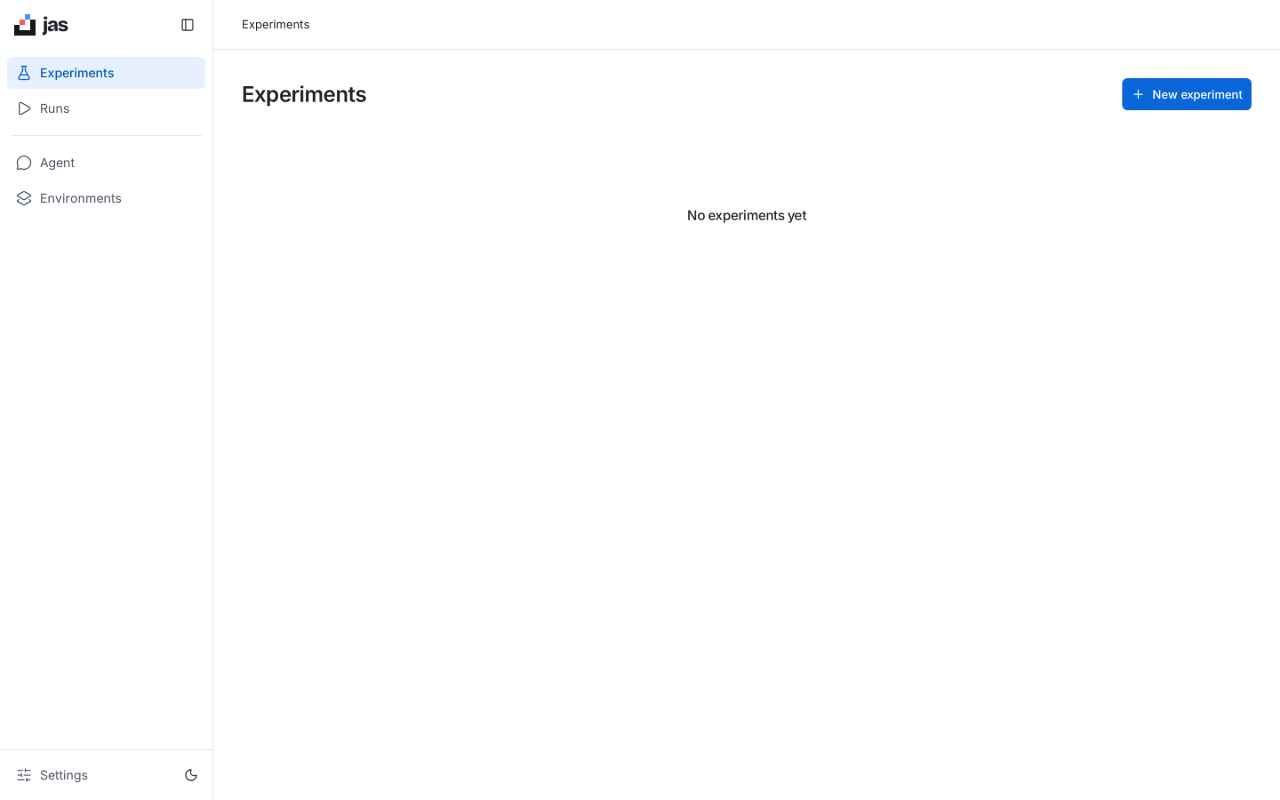 jas
Experiments
Runs
Agent
Environments
Settings
Experiments
Experiments
New experiment
No experiments yet